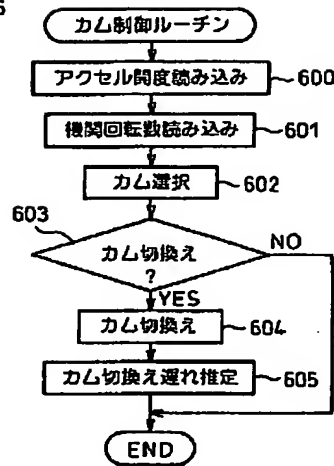 カム制御ルーチン
アクセル開度読み込み
600
機関回転数読み込み
601
カム選択
602
603
カム切換え
?
NO
YES
カム切換え
604
カム切換え遅れ推定
605
END